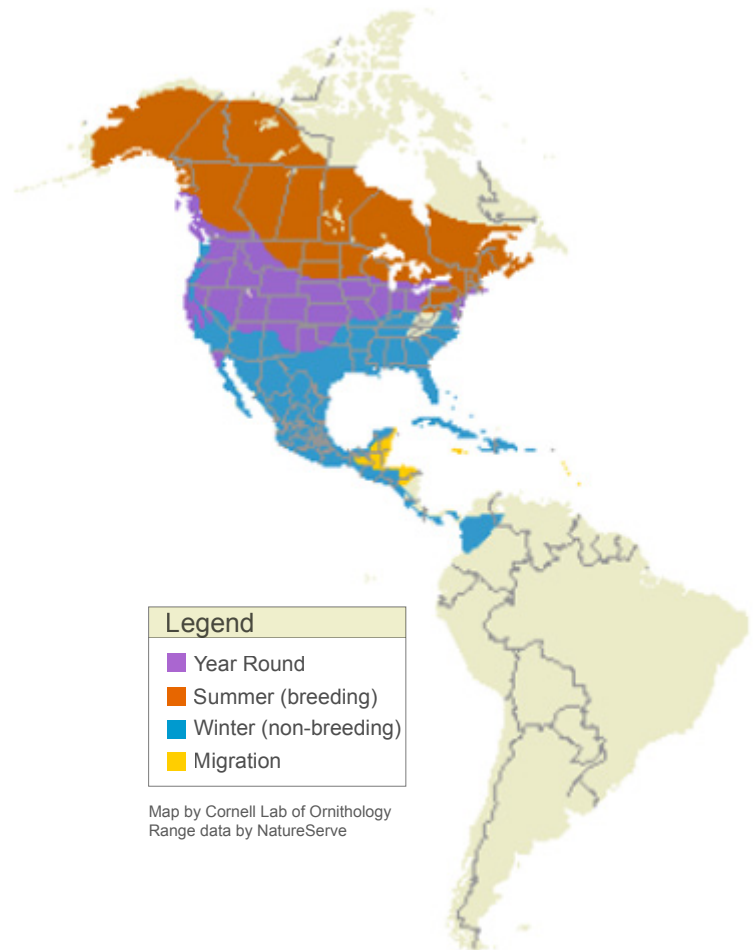 Legend
Year Round
Summer (breeding)
Winter (non-breeding)
Migration
Map by Cornell Lab of Ornithology
Range data by NatureServe